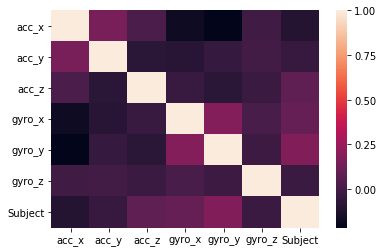 acc_x
acc_y
acc_z
gyro_x
gyro_y
gyro_z
Subject
acc_x acc_y acc_z gyro_x gyro_y gyro_z Subject
1.00
0.75
0.50
0.25
0.00